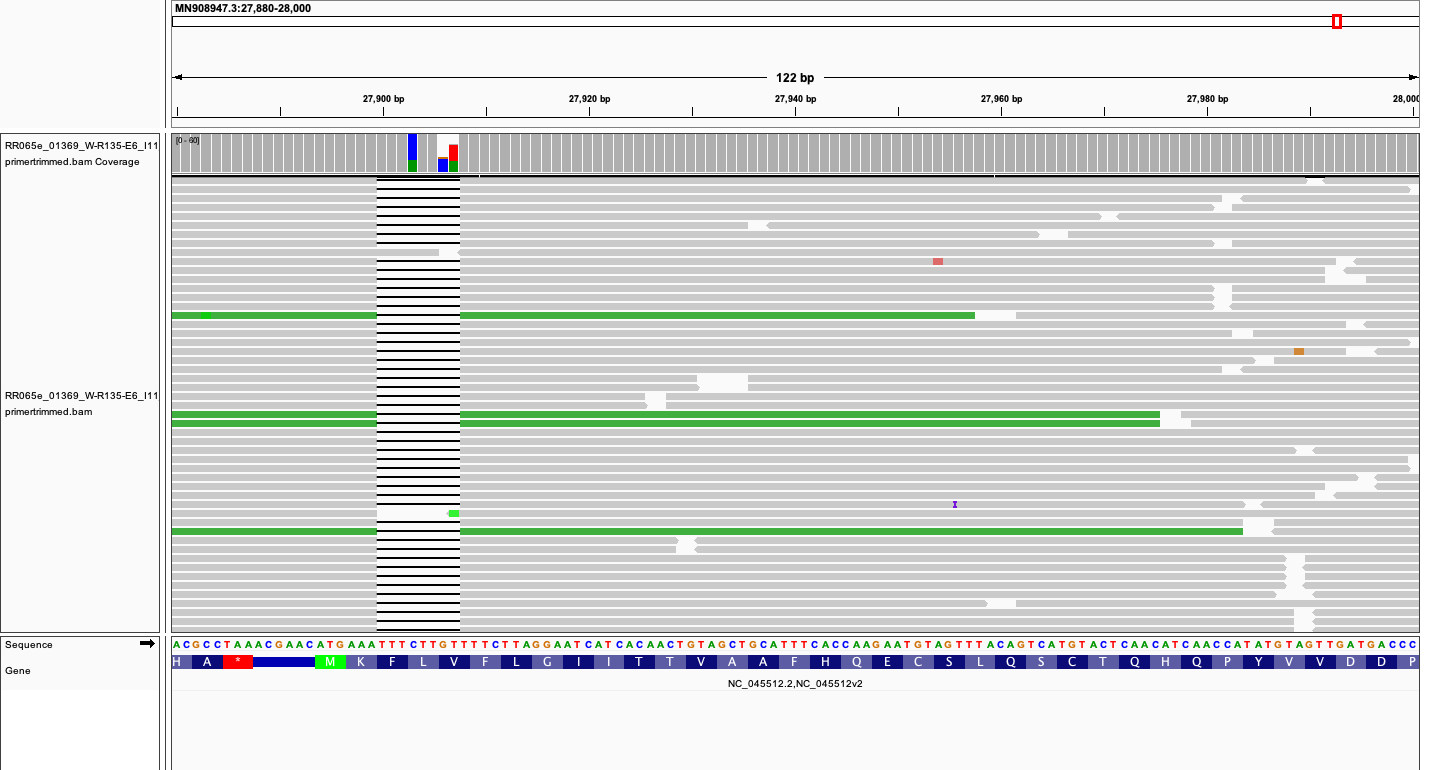 MN908947.3:27,880-28,000
122 bp
27,900 bp 27,920 bp 27,940 bp 27,960 bp 27,980 bp 28,000
RR065e_01369_W-R135-E6_I11
primertrimmed.bam Coverage
[0 - 60]
RR065e_01369_W-R135-E6_I11
primertrimmed.bam
Sequence
ACGCCTAAACGAACATGAAATTTCTTGTTTTCTTAGGAATCATCACAACTGTAGCTGCATTTCACCAAGAATGTAGTTTACAGTCATGTACTCAACATCAACCATATGTAGTTGATGACCC
Gene
H A * M K F L V F L G I I T T V A A F H Q E C S L Q S C T Q H Q P Y V V D D P
NC_045512.2,NC_045512v2